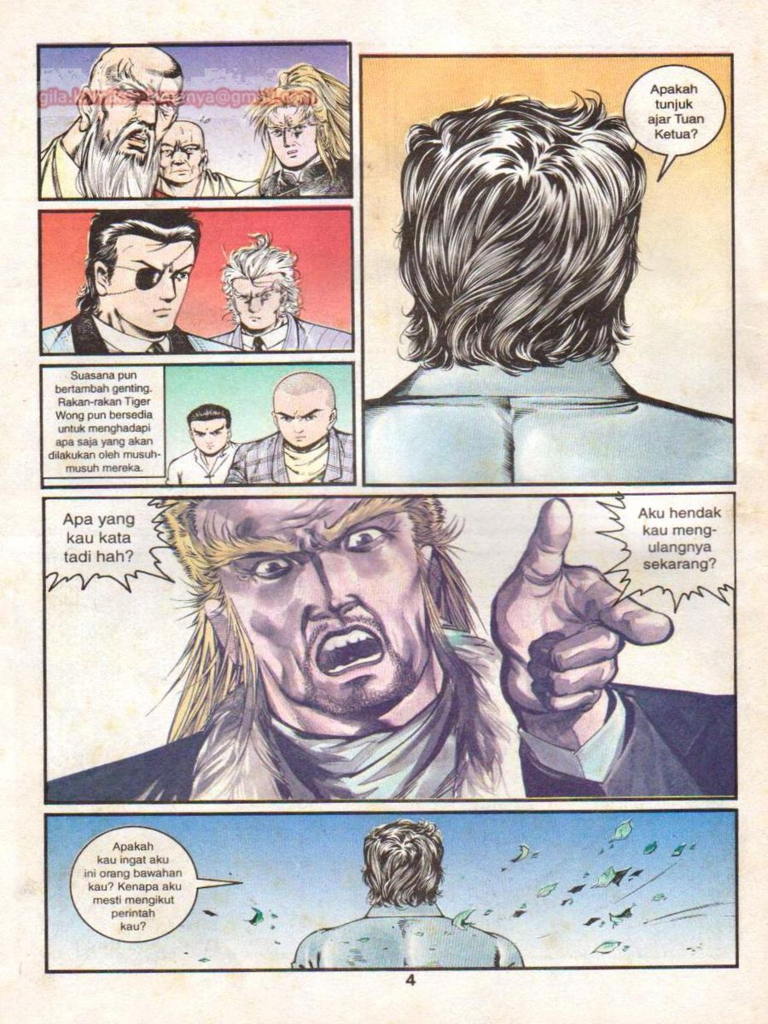 Apakah
tunjuk
ajar Tuan
Ketua?
Suasana pun
bertambah genting.
Rakan-rakan Tiger
Wong pun bersedia
untuk menghadapi
apa saja yang akan
dilakukan oleh musuh-
musuh mereka.
Apa yang
kau kata
tadi hah?
Aku hendak
kau meng-
ulangnya
sekarang?
Apakah
kau ingat aku
ini orang bawahan
kau? Kenapa aku
mesti mengikut
perintah
kau?
4